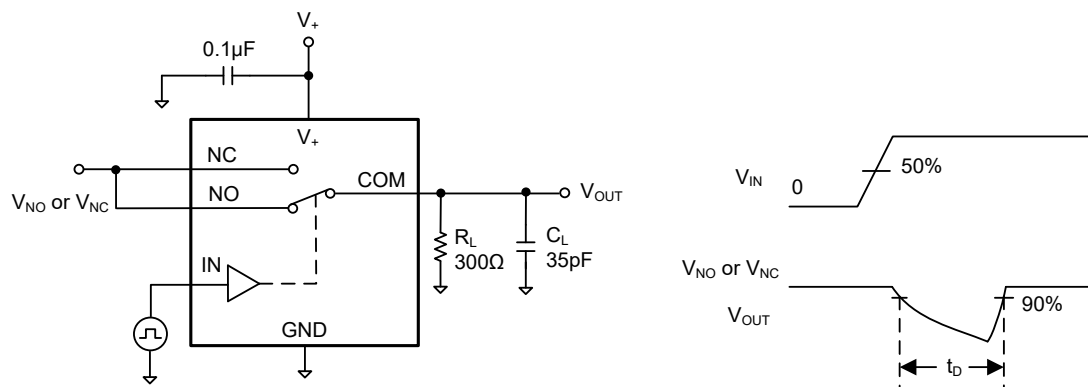 V+
0.1μF
V+
NC
COM
NO
VNO or VNC
VOUT
RL
300Ω
CL
35pF
IN
GND
VIN
0
50%
VNO or VNC
VOUT
90%
tD